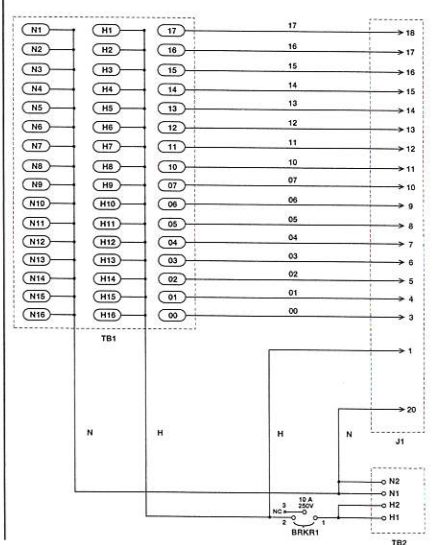 N1 H1 17 17 18
N2 H2 16 16 17
N3 H3 15 15 16
N4 H4 14 14 15
N5 H5 13 13 14
N6 H6 12 12 13
N7 H7 11 11 12
N8 H8 10 10 11
N9 H9 07 07 10
N10 H10 06 06 9
N11 H11 05 05 8
N12 H12 04 04 7
N13 H13 03 03 6
N14 H14 02 02 5
N15 H15 01 01 4
N16 H16 00 00 3
TB1
1
20
N H H N
J1
N2
N1
H2
H1
TB2
10 A
250V
NC 3
2 1
BRKR1